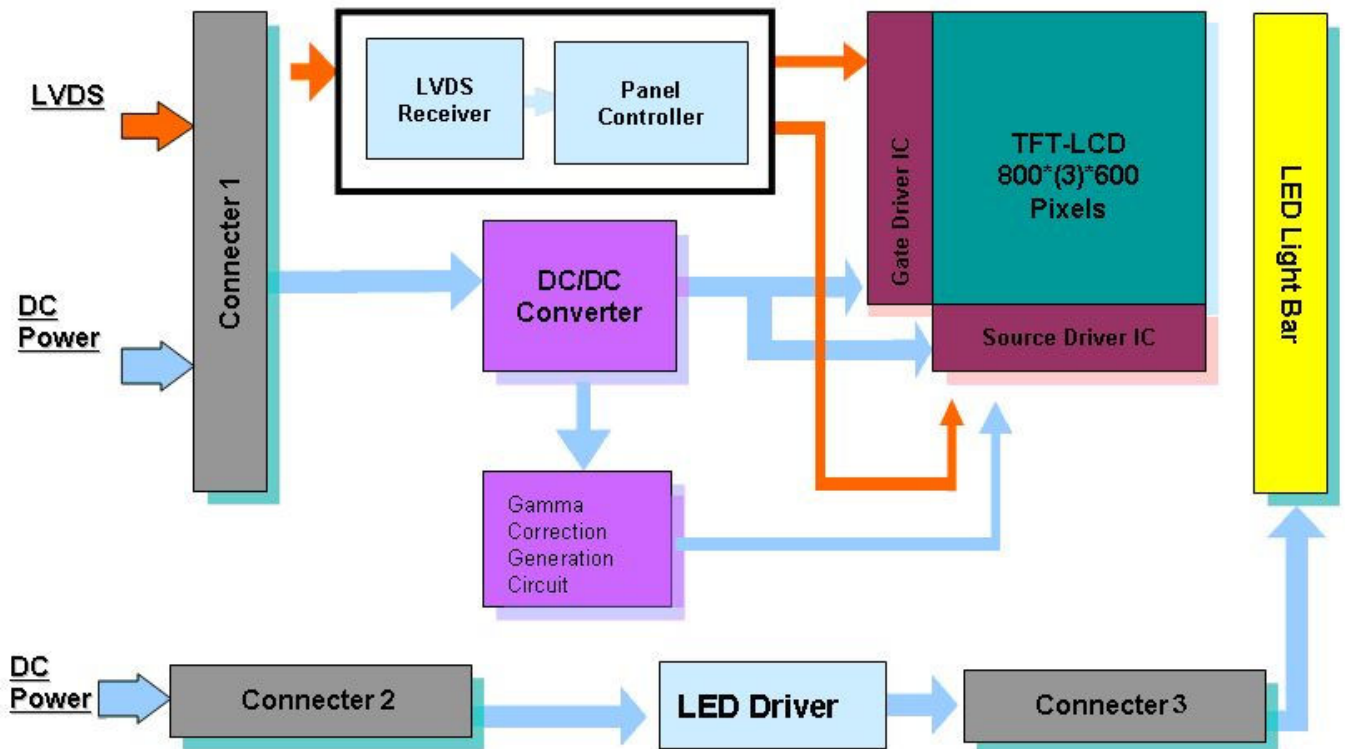 LVDS
Connecter 1
LVDS
Receiver
Panel
Controller
Gate Driver IC
TFT-LCD
800*(3)*600
Pixels
LED Light Bar
DC
Power
DC/DC
Converter
Source Driver IC
Gamma
Correction
Generation
Circuit
DC
Power
Connecter 2
LED Driver
Connecter 3